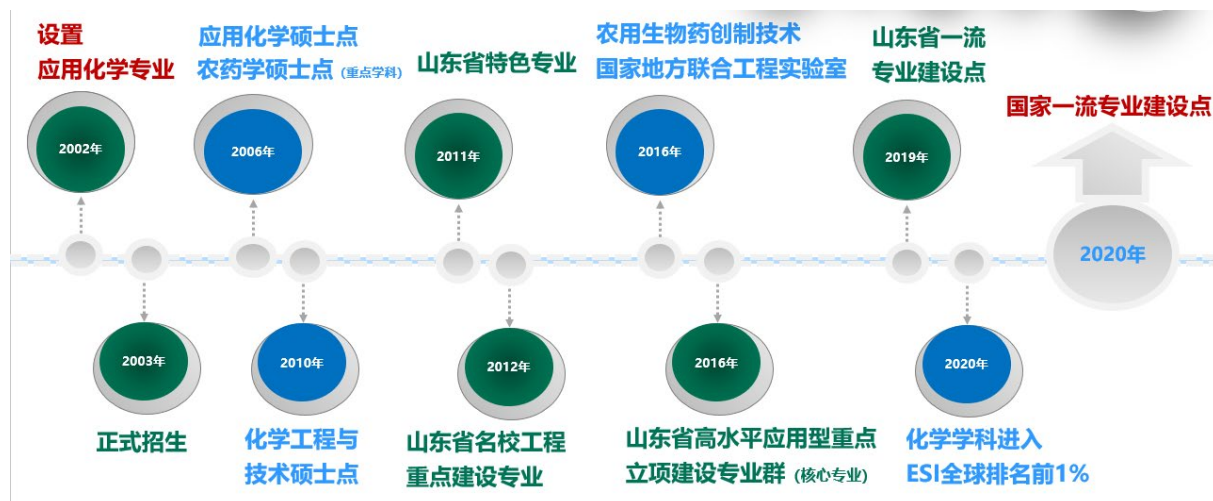 设置
应用化学专业
2002年
应用化学硕士点
农药学硕士点 (重点学科)
2006年
山东省特色专业
2011年
农用生物药创制技术
国家地方联合工程实验室
2016年
山东省一流
专业建设点
2019年
国家一流专业建设点
2020年
2003年
正式招生
2010年
化学工程与
技术硕士点
2012年
山东省名校工程
重点建设专业
2016年
山东省高水平应用型重点
立项建设专业群 (核心专业)
2020年
化学学科进入
ESI全球排名前1%